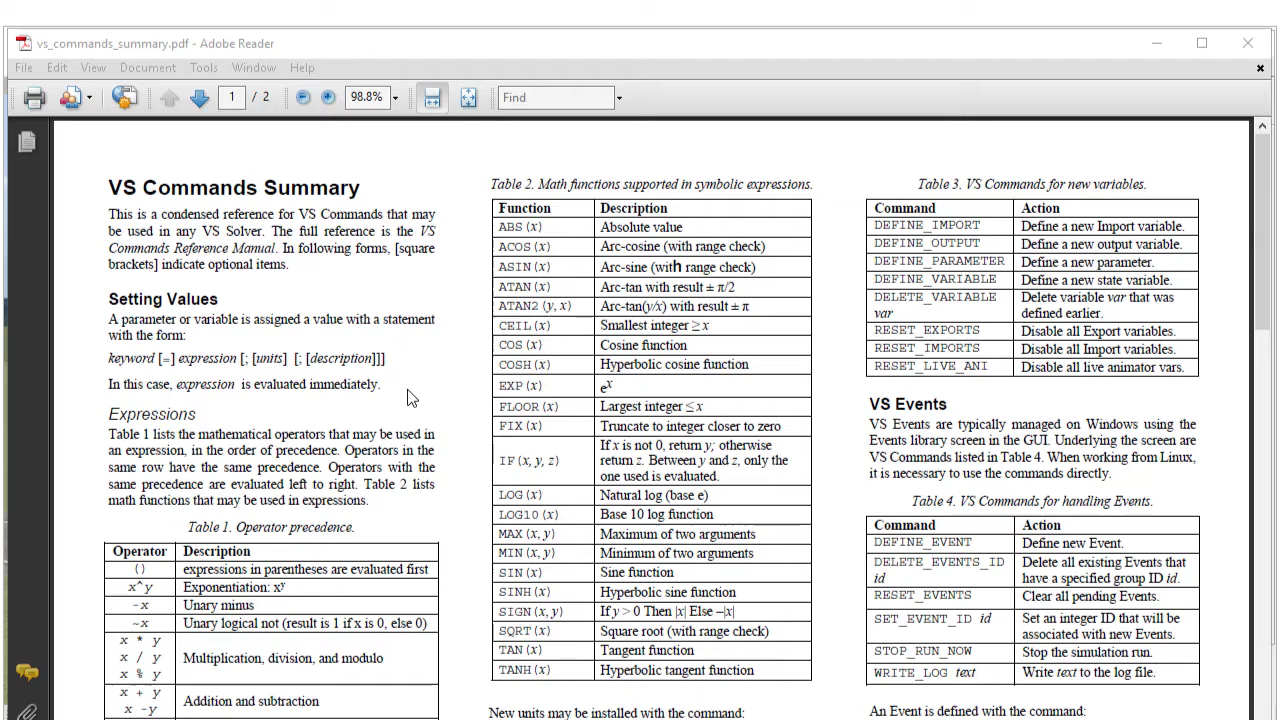 vs_commands_summary.pdf - Adobe Reader
File Edit View Document Tools Window Help
1 / 2 98.8% Find
VS Commands Summary
This is a condensed reference for VS Commands that may
be used in any VS Solver. The full reference is the VS
Commands Reference Manual. In following forms, [square
brackets] indicate optional items.
Setting Values
A parameter or variable is assigned a value with a statement
with the form:
keyword [=] expression [; [units] [; [description]]]
In this case, expression is evaluated immediately.
Expressions
Table 1 lists the mathematical operators that may be used in
an expression, in the order of precedence. Operators in the
same row have the same precedence. Operators with the
same precedence are evaluated left to right. Table 2 lists
math functions that may be used in expressions.
Table 1. Operator precedence.
Operator Description
() expressions in parentheses are evaluated first
x^y Exponentiation: xʸ
-x Unary minus
~x Unary logical not (result is 1 if x is 0, else 0)
x * y
x / y Multiplication, division, and modulo
x % y
x + y
Addition and subtraction
x -y
Table 2. Math functions supported in symbolic expressions.
Function Description
ABS(x) Absolute value
ACOS(x) Arc-cosine (with range check)
ASIN(x) Arc-sine (with range check)
ATAN(x) Arc-tan with result ± π/2
ATAN2(y, x) Arc-tan(y/x) with result ± π
CEIL(x) Smallest integer ≥ x
COS(x) Cosine function
COSH(x) Hyperbolic cosine function
EXP(x) eˣ
FLOOR(x) Largest integer ≤ x
FIX(x) Truncate to integer closer to zero
If x is not 0, return y; otherwise
IF(x, y, z) return z. Between y and z, only the
one used is evaluated.
LOG(x) Natural log (base e)
LOG10(x) Base 10 log function
MAX(x, y) Maximum of two arguments
MIN(x, y) Minimum of two arguments
SIN(x) Sine function
SINH(x) Hyperbolic sine function
SIGN(x, y) If y > 0 Then |x| Else –|x|
SQRT(x) Square root (with range check)
TAN(x) Tangent function
TANH(x) Hyperbolic tangent function
New units may be installed with the command:
Table 3. VS Commands for new variables.
Command Action
DEFINE_IMPORT Define a new Import variable.
DEFINE_OUTPUT Define a new output variable.
DEFINE_PARAMETER Define a new parameter.
DEFINE_VARIABLE Define a new state variable.
DELETE_VARIABLE Delete variable var that was
var defined earlier.
RESET_EXPORTS Disable all Export variables.
RESET_IMPORTS Disable all Import variables.
RESET_LIVE_ANI Disable all live animator vars.
VS Events
VS Events are typically managed on Windows using the
Events library screen in the GUI. Underlying the screen are
VS Commands listed in Table 4. When working from Linux,
it is necessary to use the commands directly.
Table 4. VS Commands for handling Events.
Command Action
DEFINE_EVENT Define new Event.
DELETE_EVENTS_ID Delete all existing Events that
id have a specified group ID id.
RESET_EVENTS Clear all pending Events.
SET_EVENT_ID id Set an integer ID that will be
associated with new Events.
STOP_RUN_NOW Stop the simulation run.
WRITE_LOG text Write text to the log file.
An Event is defined with the command: